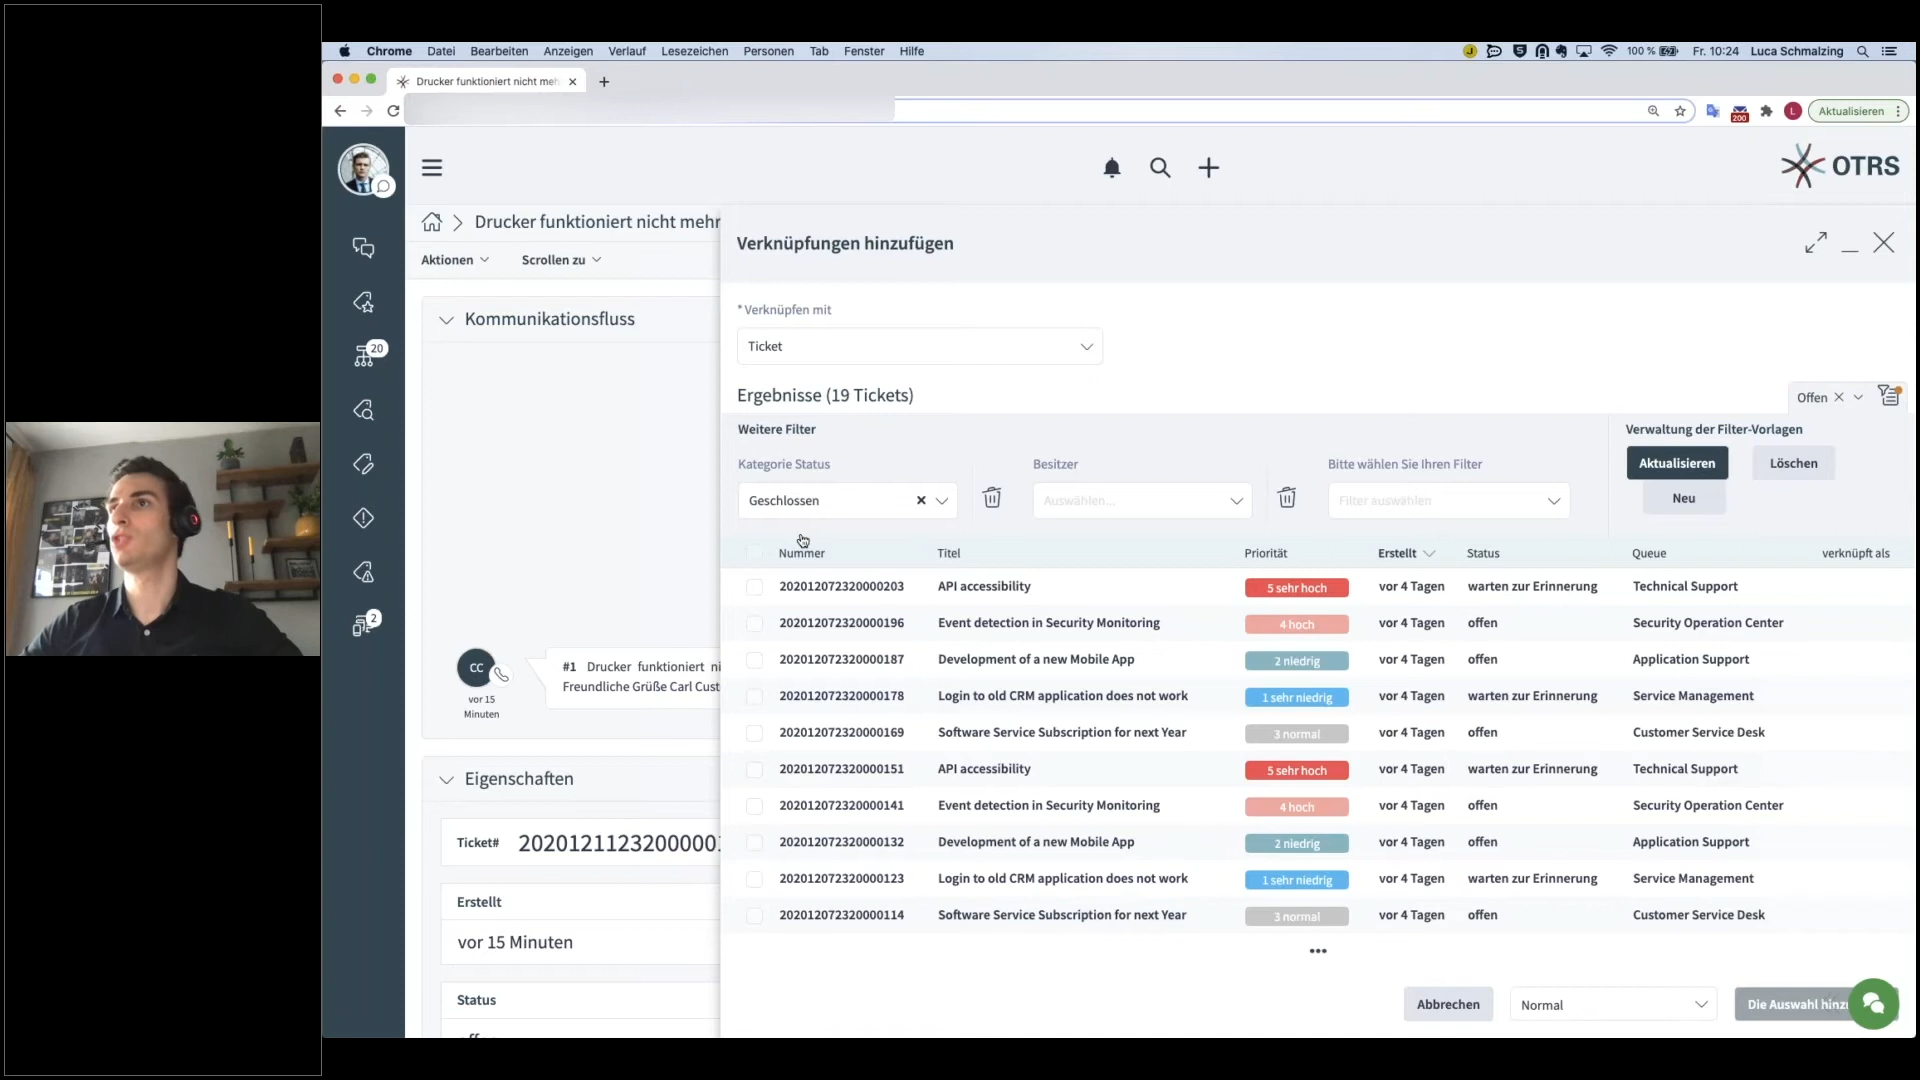 Chrome Datei Bearbeiten Anzeigen Verlauf Lesezeichen Personen Tab Fenster Hilfe
100 % Fr. 10:24 Luca Schmalzing
Drucker funktioniert nicht meh
200 L Aktualisieren
OTRS
Drucker funktioniert nicht mehr
Aktionen Scrollen zu
Kommunikationsfluss
20
2
CC
vor 15
Minuten
#1 Drucker funktioniert ni
Freundliche Grüße Carl Cust
Eigenschaften
Ticket#
Erstellt
vor 15 Minuten
Status
Verknüpfungen hinzufügen
* Verknüpfen mit
Ticket
Ergebnisse (19 Tickets)
Offen
Weitere Filter
Verwaltung der Filter-Vorlagen
Kategorie Status Besitzer Bitte wählen Sie Ihren Filter
Aktualisieren Löschen
Geschlossen Auswählen... Filter auswählen
Neu
Nummer Titel Priorität Erstellt Status Queue verknüpft als
202012072320000203 API accessibility 5 sehr hoch vor 4 Tagen warten zur Erinnerung Technical Support
202012072320000196 Event detection in Security Monitoring 4 hoch vor 4 Tagen offen Security Operation Center
202012072320000187 Development of a new Mobile App 2 niedrig vor 4 Tagen offen Application Support
202012072320000178 Login to old CRM application does not work 1 sehr niedrig vor 4 Tagen warten zur Erinnerung Service Management
202012072320000169 Software Service Subscription for next Year 3 normal vor 4 Tagen offen Customer Service Desk
202012072320000151 API accessibility 5 sehr hoch vor 4 Tagen warten zur Erinnerung Technical Support
202012072320000141 Event detection in Security Monitoring 4 hoch vor 4 Tagen offen Security Operation Center
202012072320000132 Development of a new Mobile App 2 niedrig vor 4 Tagen offen Application Support
202012072320000123 Login to old CRM application does not work 1 sehr niedrig vor 4 Tagen warten zur Erinnerung Service Management
202012072320000114 Software Service Subscription for next Year 3 normal vor 4 Tagen offen Customer Service Desk
Abbrechen Normal Die Auswahl hinz